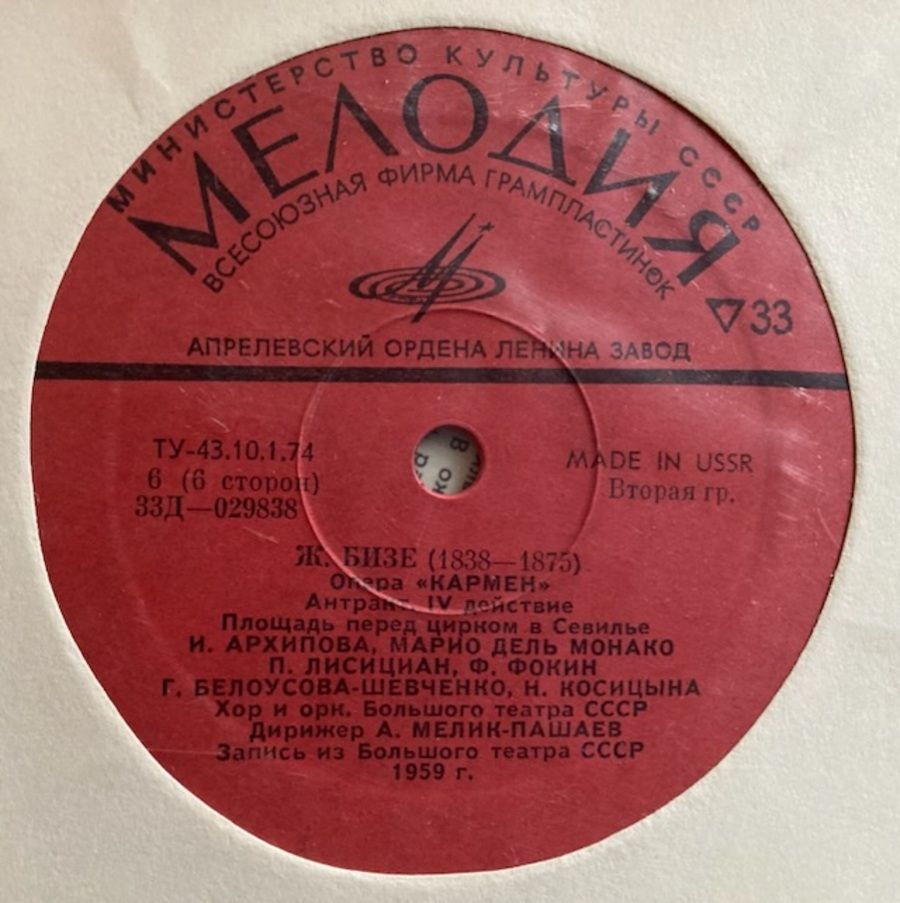 МИНИСТЕРСТВО КУЛЬТУРЫ СССР
МЕЛОДИЯ
ВСЕСОЮЗНАЯ ФИРМА ГРАМПЛАСТИНОК
33
АПРЕЛЕВСКИЙ ОРДЕНА ЛЕНИНА ЗАВОД
ТУ-43.10.1.74
6 (6 сторон)
33Д—029838
MADE IN USSR
Вторая гр.
Ж. БИЗЕ (1838—1875)
Опера «КАРМЕН»
Антракт. IV действие
Площадь перед цирком в Севилье
И. АРХИПОВА, МАРИО ДЕЛЬ МОНАКО
П. ЛИСИЦИАН, Ф. ФОКИН
Г. БЕЛОУСОВА-ШЕВЧЕНКО, Н. КОСИЦЫНА
Хор и орк. Большого театра СССР
Дирижер А. МЕЛИК-ПАШАЕВ
Запись из Большого театра СССР
1959 г.